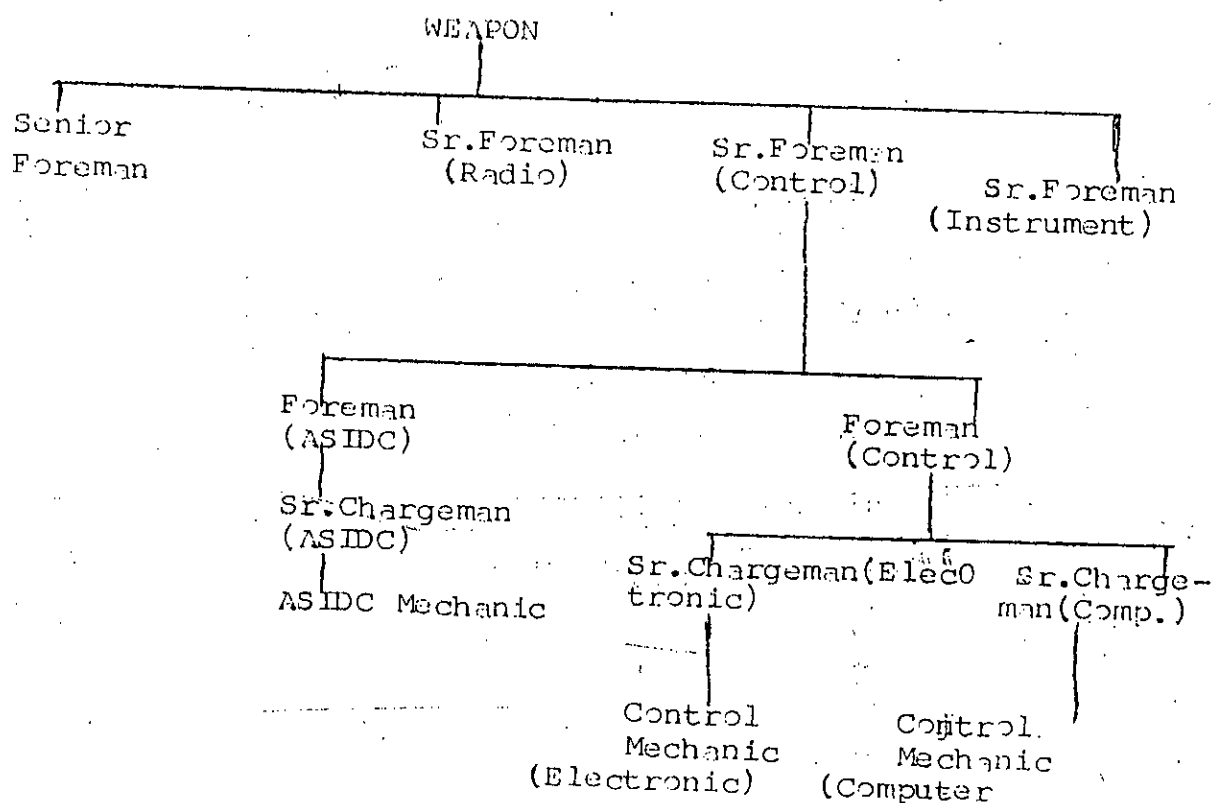 WEAPON
Senior
Foreman
Sr.Foreman
(Radio)
Sr.Foreman
(Control)
Sr.Foreman
(Instrument)
Foreman
(ASIDC)
Foreman
(Control)
Sr.Chargeman
(ASIDC)
ASIDC Mechanic
Sr.Chargeman(Elec0
tronic)
Sr.Charge-
man(Comp.)
Control
Mechanic
(Electronic)
Control
Mechanic
(Computer